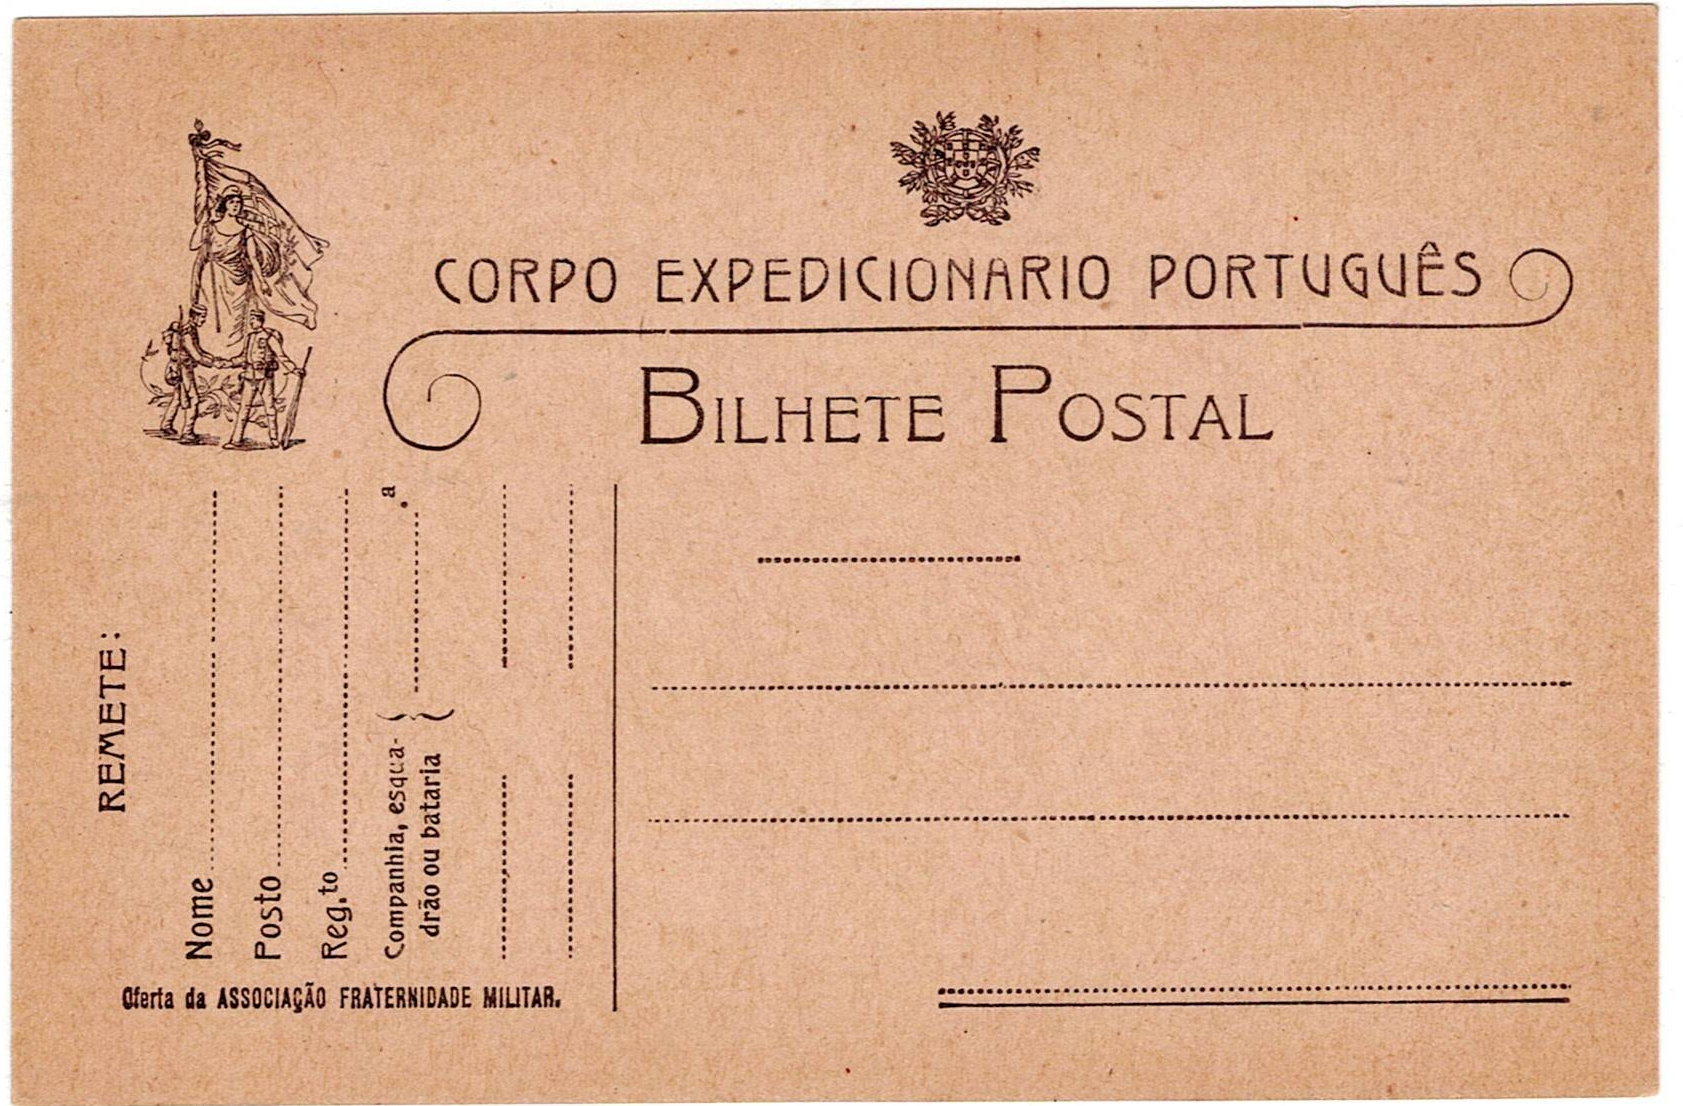 CORPO EXPEDICIONARIO PORTUGUÊS
BILHETE POSTAL
REMETE:
Nome
Posto
Reg.to
Companhia, esqua-
drão ou bataria
.a
Oferta da ASSOCIAÇÃO FRATERNIDADE MILITAR.